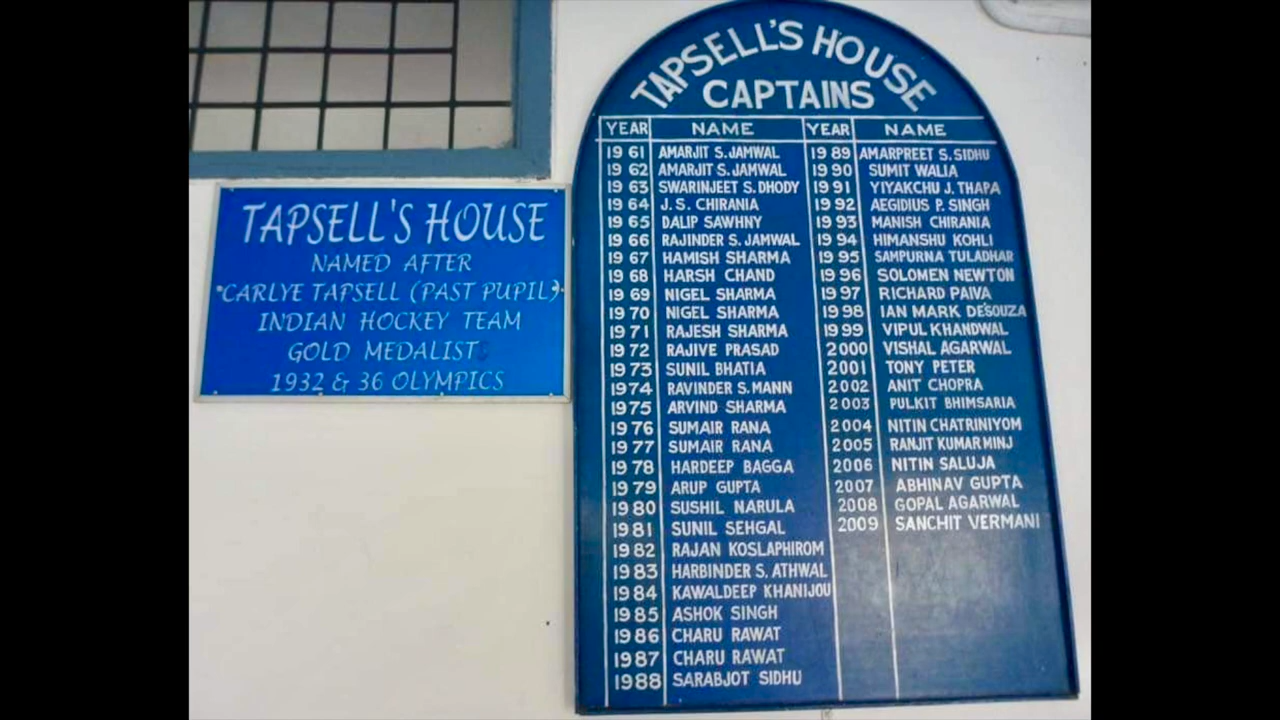 TAPSELL'S HOUSE
NAMED AFTER
CARLYE TAPSELL (PAST PUPIL)
INDIAN HOCKEY TEAM
GOLD MEDALISTS
1932 & 36 OLYMPICS
TAPSELL'S HOUSE
CAPTAINS
YEAR NAME
1961 AMARJIT S. JAMWAL
1962 AMARJIT S. JAMWAL
1963 SWARINJEET S. DHODY
1964 J. S. CHIRANIA
1965 DALIP SAWHNY
1966 RAJINDER S. JAMWAL
1967 HAMISH SHARMA
1968 HARSH CHAND
1969 NIGEL SHARMA
1970 NIGEL SHARMA
1971 RAJESH SHARMA
1972 RAJIVE PRASAD
1973 SUNIL BHATIA
1974 RAVINDER S. MANN
1975 ARVIND SHARMA
1976 SUMAIR RANA
1977 SUMAIR RANA
1978 HARDEEP BAGGA
1979 ARUP GUPTA
1980 SUSHIL NARULA
1981 SUNIL SEHGAL
1982 RAJAN KOSLAPHIROM
1983 HARBINDER S. ATHWAL
1984 KAWALDEEP KHANIJOU
1985 ASHOK SINGH
1986 CHARU RAWAT
1987 CHARU RAWAT
1988 SARABJOT SIDHU
YEAR NAME
1989 AMARPREET S. SIDHU
1990 SUMIT WALIA
1991 YIYAKCHU J. THAPA
1992 AEGIDIUS P. SINGH
1993 MANISH CHIRANIA
1994 HIMANSHU KOHLI
1995 SAMPURNA TULADHAR
1996 SOLOMEN NEWTON
1997 RICHARD PAIVA
1998 IAN MARK DE'SOUZA
1999 VIPUL KHANDWAL
2000 VISHAL AGARWAL
2001 TONY PETER
2002 ANIT CHOPRA
2003 PULKIT BHIMSARIA
2004 NITIN CHATRINIYOM
2005 RANJIT KUMAR MINJ
2006 NITIN SALUJA
2007 ABHINAV GUPTA
2008 GOPAL AGARWAL
2009 SANCHIT VERMANI